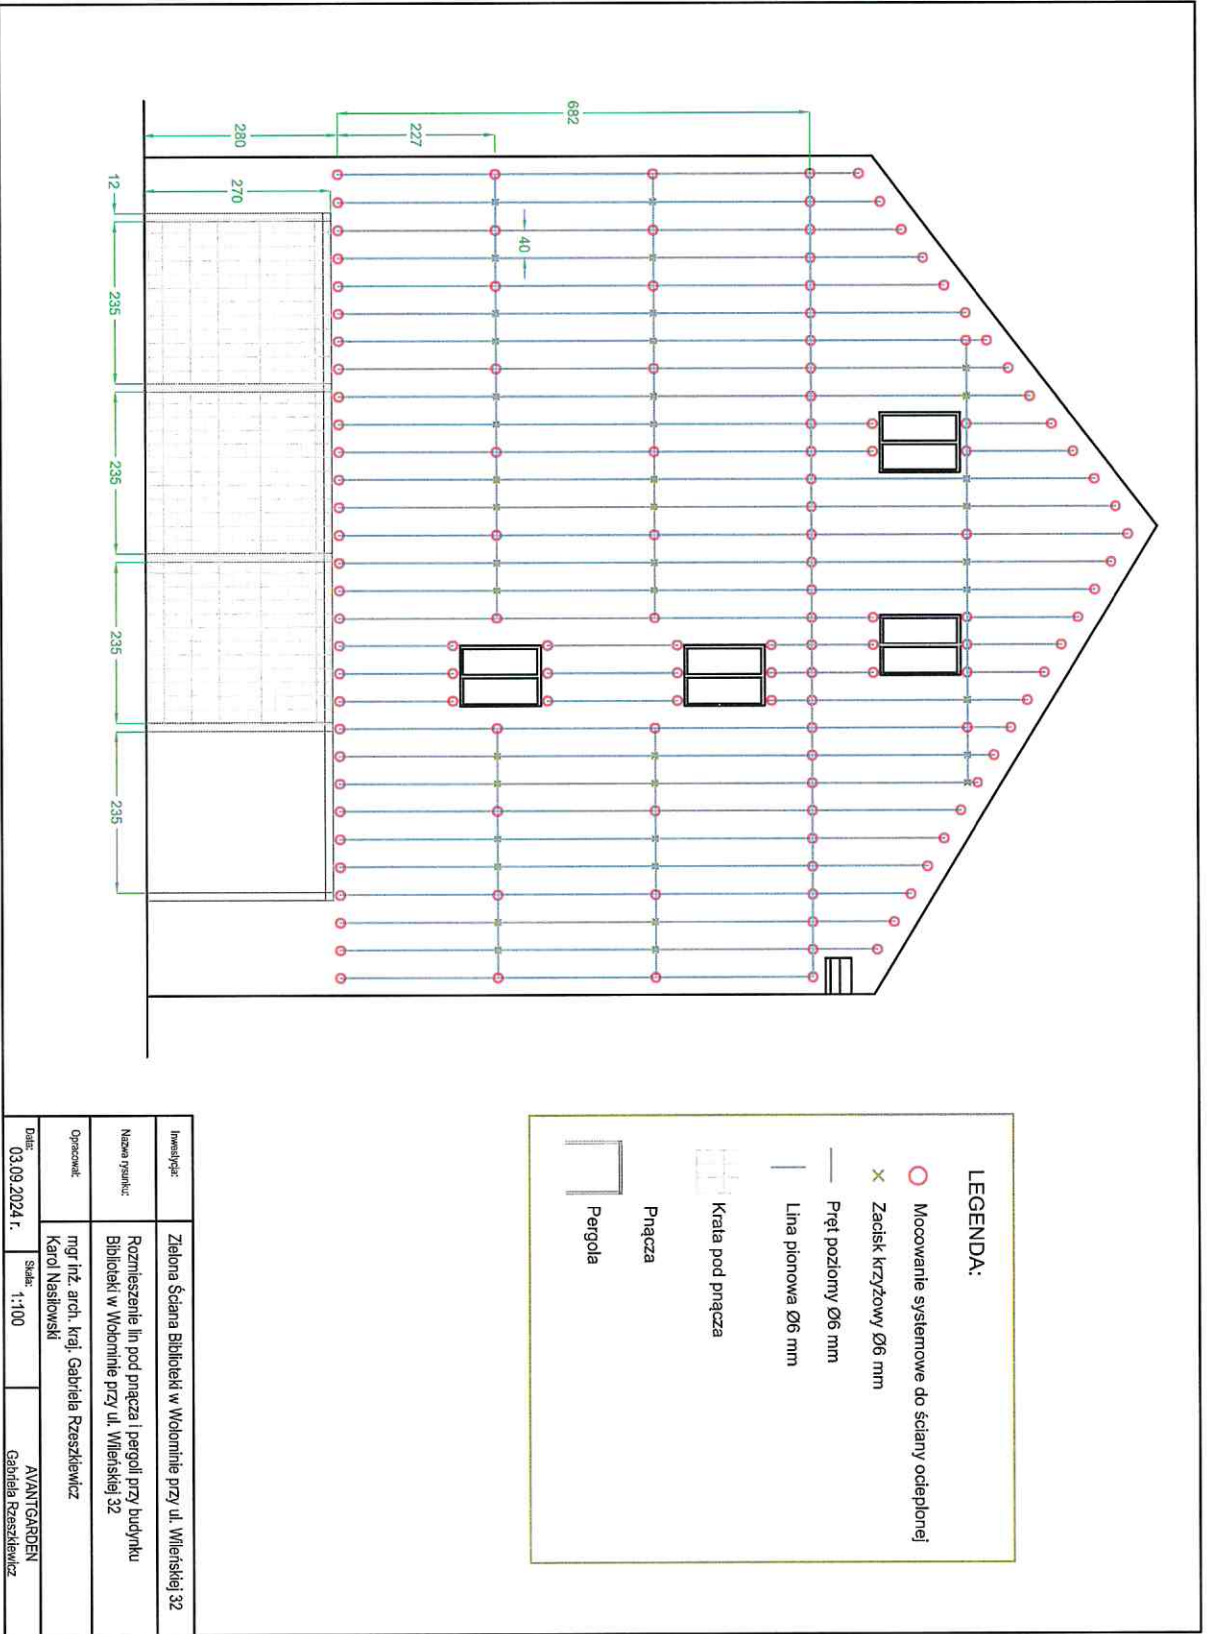 682
280
227
270
12
40
235
235
235
235
LEGENDA:
Mocowanie systemowe do ściany ocieplonej
Zacisk krzyżowy Ø6 mm
Pręt poziomy Ø6 mm
Lina pionowa Ø6 mm
Krata pod pnącza
Pnącza
Pergola
Inwestycja:
Zielona Ściana Biblioteki w Wołominie przy ul. Wileńskiej 32
Nazwa rysunku:
Rozmieszenie lin pod pnącza i pergoli przy budynku
Biblioteki w Wołominie przy ul. Wileńskiej 32
Opracował:
mgr inż. arch. kraj. Gabriela Rzeszkiewicz
Karol Nasiłowski
Data:
03.09.2024 r.
Skala: 1:100
AVANTGARDEN
Gabriela Rzeszkiewicz